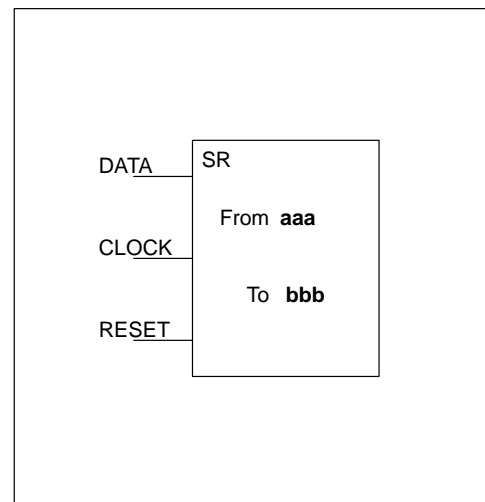 DATA
SR
From aaa
CLOCK
To bbb
RESET